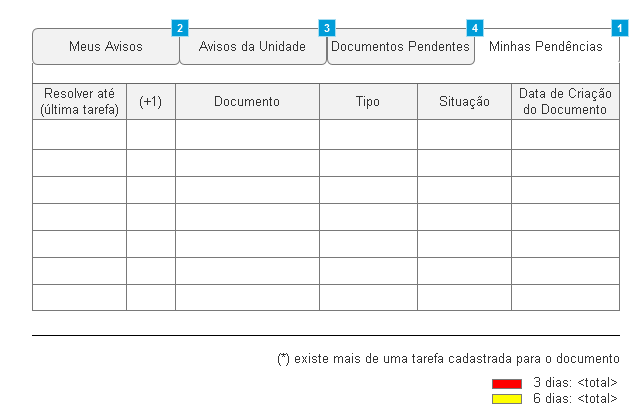 2
3
4
1
Meus Avisos
Avisos da Unidade
Documentos Pendentes
Minhas Pendências
Resolver até
(última tarefa)
(+1)
Documento
Tipo
Situação
Data de Criação
do Documento
(*) existe mais de uma tarefa cadastrada para o documento
3 dias: <total>
6 dias: <total>